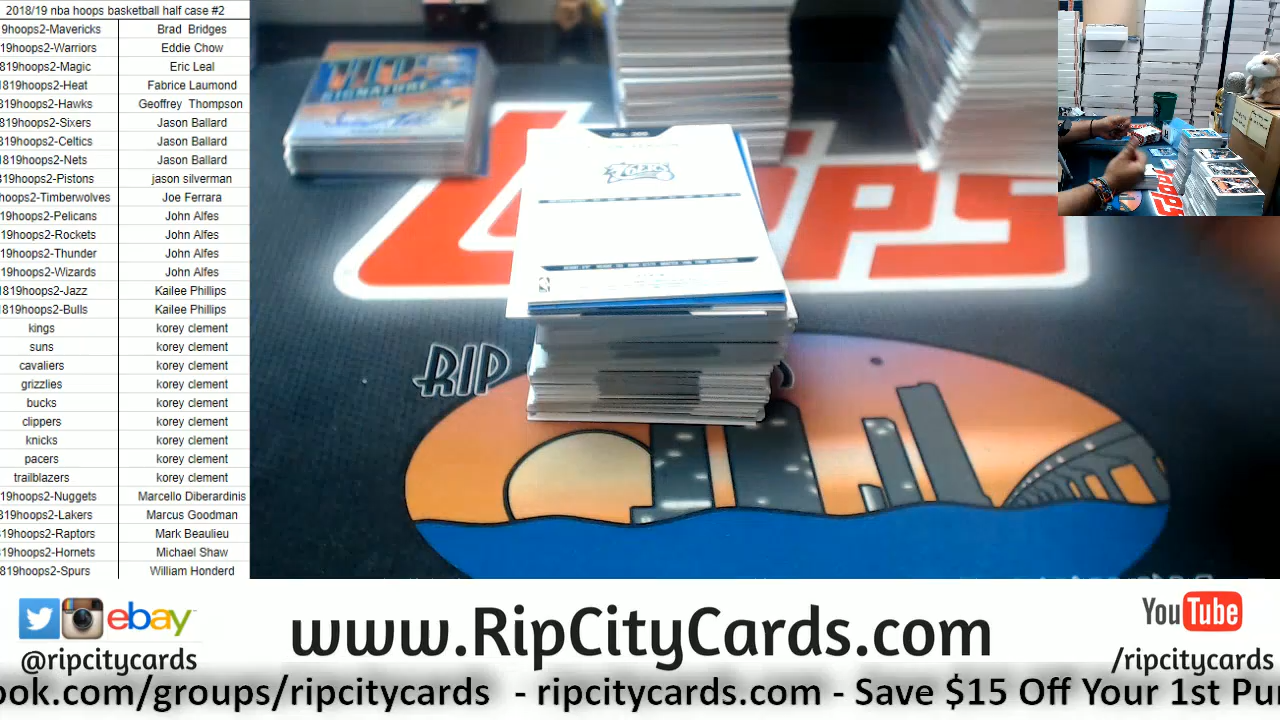 2018/19 nba hoops basketball half case #2
9hoops2-Mavericks Brad Bridges
19hoops2-Warriors Eddie Chow
819hoops2-Magic Eric Leal
1819hoops2-Heat Fabrice Laumond
819hoops2-Hawks Geoffrey Thompson
819hoops2-Sixers Jason Ballard
819hoops2-Celtics Jason Ballard
1819hoops2-Nets Jason Ballard
819hoops2-Pistons jason silverman
hoops2-Timberwolves Joe Ferrara
19hoops2-Pelicans John Alfes
19hoops2-Rockets John Alfes
19hoops2-Thunder John Alfes
19hoops2-Wizards John Alfes
1819hoops2-Jazz Kailee Phillips
1819hoops2-Bulls Kailee Phillips
kings korey clement
suns korey clement
cavaliers korey clement
grizzlies korey clement
bucks korey clement
clippers korey clement
knicks korey clement
pacers korey clement
trailblazers korey clement
19hoops2-Nuggets Marcello Diberardinis
819hoops2-Lakers Marcus Goodman
819hoops2-Raptors Mark Beaulieu
819hoops2-Hornets Michael Shaw
819hoops2-Spurs William Honderd
SIGNATURE
76ERS
RIP
ebay
@ripcitycards
www.RipCityCards.com
YouTube
/ripcitycards
ook.com/groups/ripcitycards - ripcitycards.com - Save $15 Off Your 1st Pu